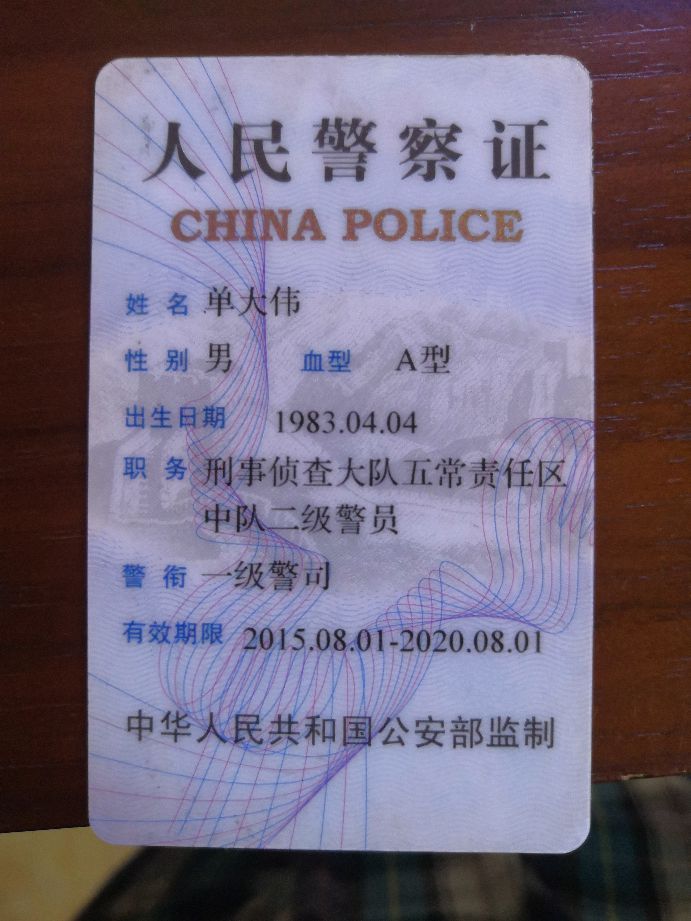 人民警察证
CHINA POLICE
姓名 单大伟
性别 男 血型 A型
出生日期 1983.04.04
职务 刑事侦查大队五常责任区
中队二级警员
警衔 一级警司
有效期限 2015.08.01-2020.08.01
中华人民共和国公安部监制